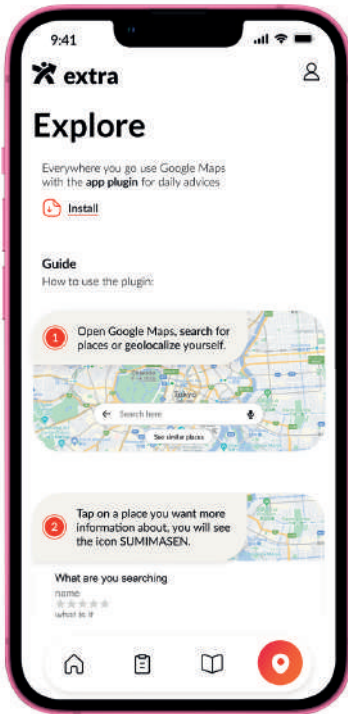 9:41
extra
Explore
Everywhere you go use Google Maps
with the app plugin for daily advices
Install
Guide
How to use the plugin:
1
Open Google Maps, search for
places or geolocalize yourself.
Tokyo
Search here
See similar places
2
Tap on a place you want more
information about, you will see
the icon SUMIMASEN.
What are you searching
name
what is it